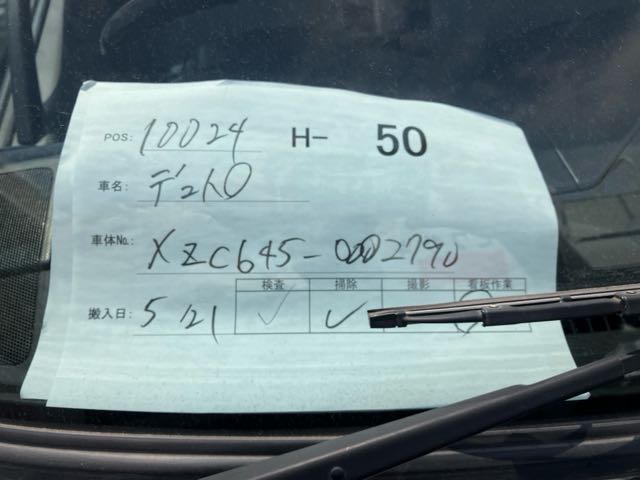 POS: 10024 H- 50
車名: デュトロ
車体No.: XZC645-0002790
検査 掃除 撮影 看板作業
搬入日: 5/21 ✓ ✓